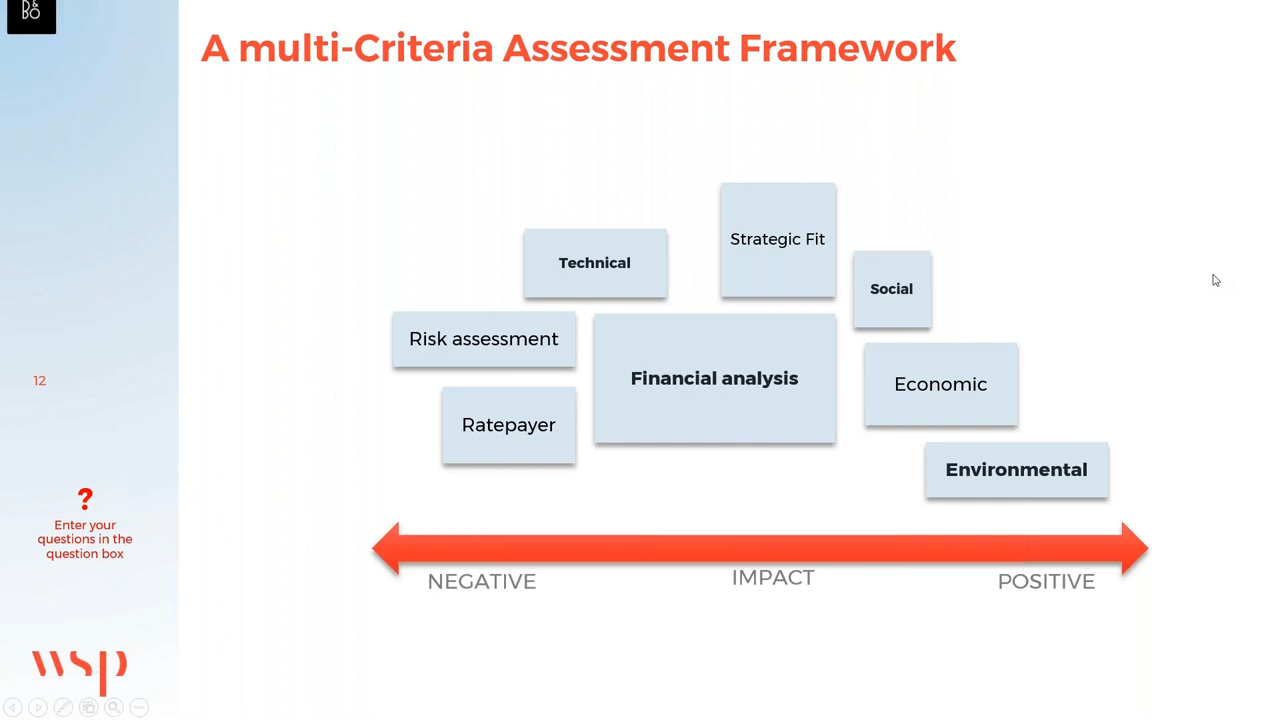 B&
BO
A multi-Criteria Assessment Framework
Strategic Fit
Technical
Social
Risk assessment
Financial analysis
Economic
Ratepayer
Environmental
12
?
Enter your
questions in the
question box
NEGATIVE
IMPACT
POSITIVE
wsp